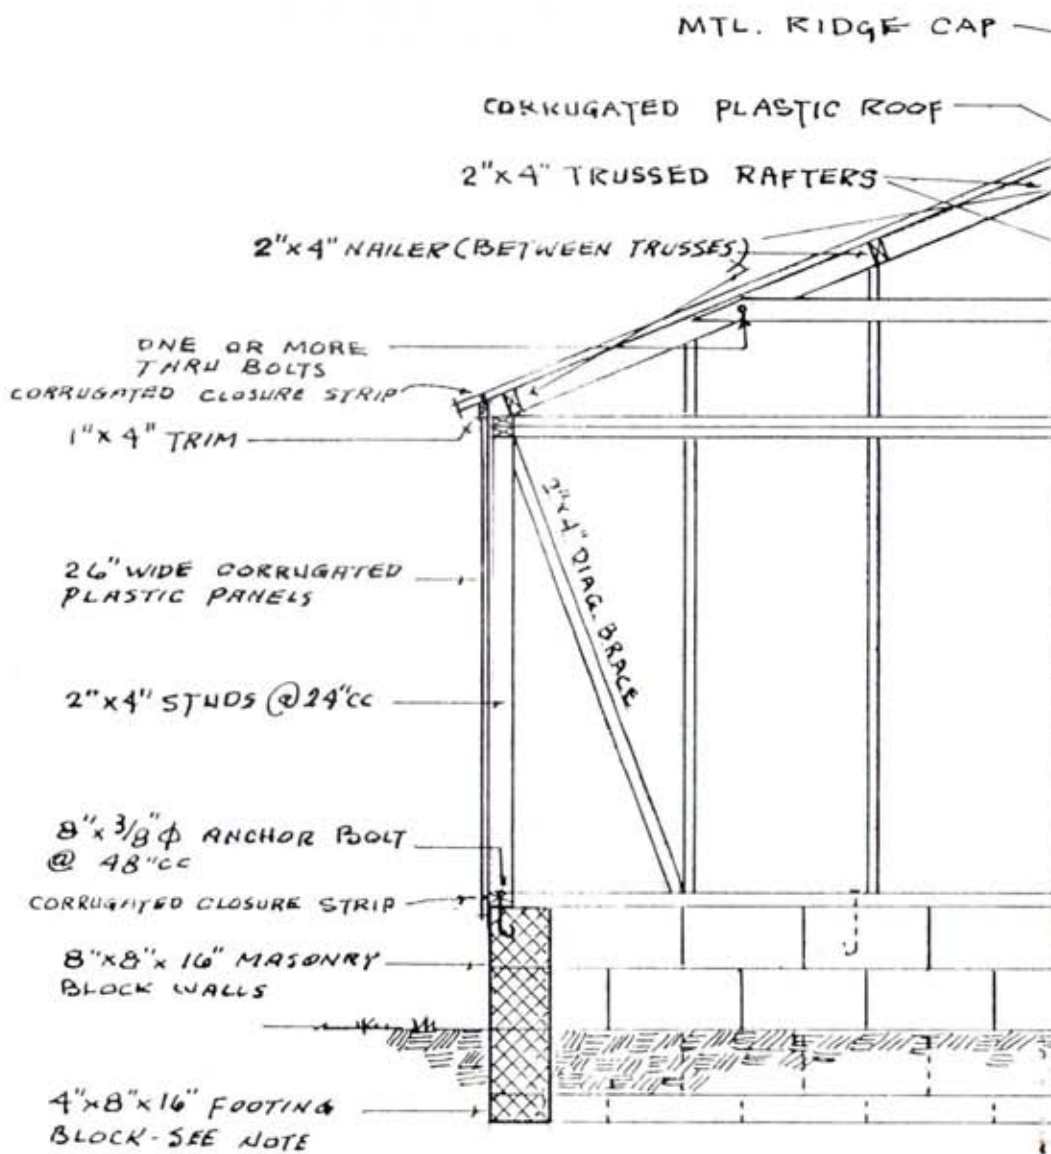 MTL. RIDGE CAP
CORRUGATED PLASTIC ROOF
2"x4" TRUSSED RAFTERS
2"x4" NAILER (BETWEEN TRUSSES)
ONE OR MORE
THRU BOLTS
CORRUGATED CLOSURE STRIP
1"x4" TRIM
2"x4" DIAG. BRACE
26" WIDE CORRUGATED
PLASTIC PANELS
2"x4" STUDS @ 24"CC
8"x3/8"ϕ ANCHOR BOLT
@ 48"CC
CORRUGATED CLOSURE STRIP
8"x8"x16" MASONRY
BLOCK WALLS
4"x8"x16" FOOTING
BLOCK-SEE NOTE